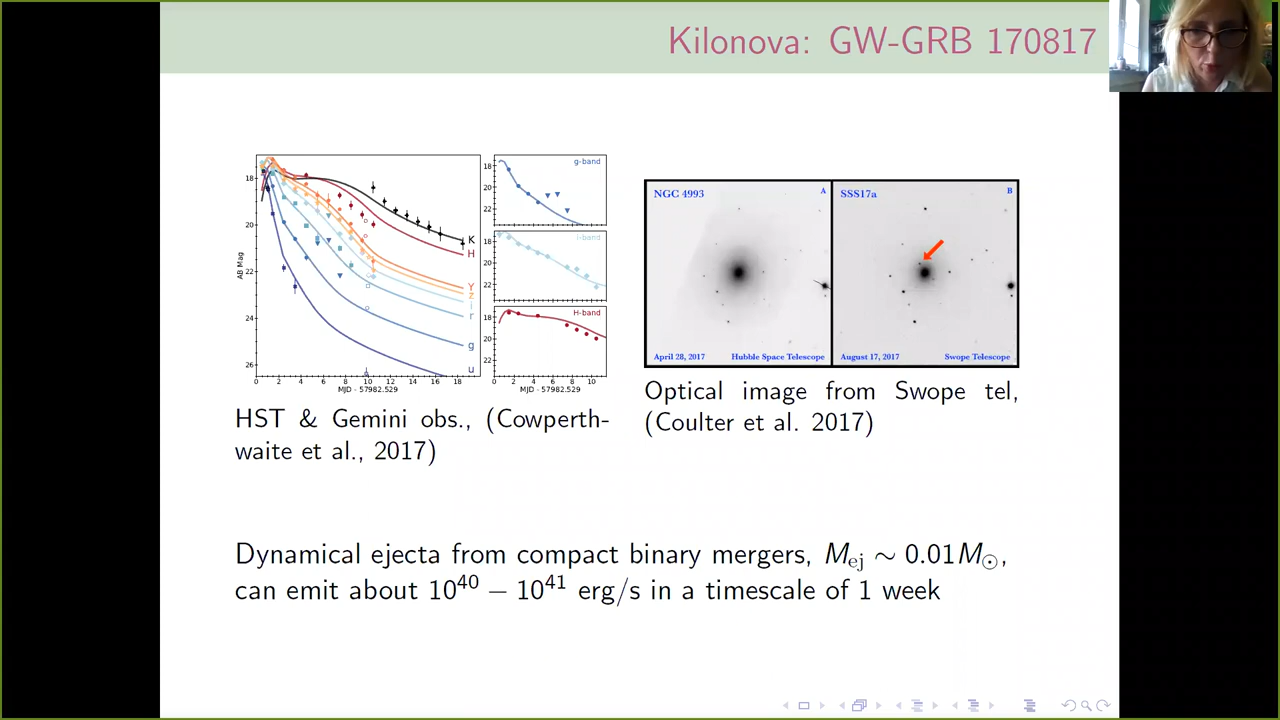 Kilonova: GW-GRB 170817
18
20
22
24
26
AB Mag
K
H
Y
z
i
r
g
u
0 2 4 6 8 10 12 14 16 18
MJD - 57982.529
g-band
18
20
22
i-band
18
20
22
H-band
18
20
22
0 2 4 6 8 10
MJD - 57982.529
NGC 4993 A
April 28, 2017 Hubble Space Telescope
SSS17a B
August 17, 2017 Swope Telescope
HST & Gemini obs., (Cowperth-
waite et al., 2017)
Optical image from Swope tel,
(Coulter et al. 2017)
Dynamical ejecta from compact binary mergers, M_ej ∼ 0.01M_⊙,
can emit about 10^40 − 10^41 erg/s in a timescale of 1 week